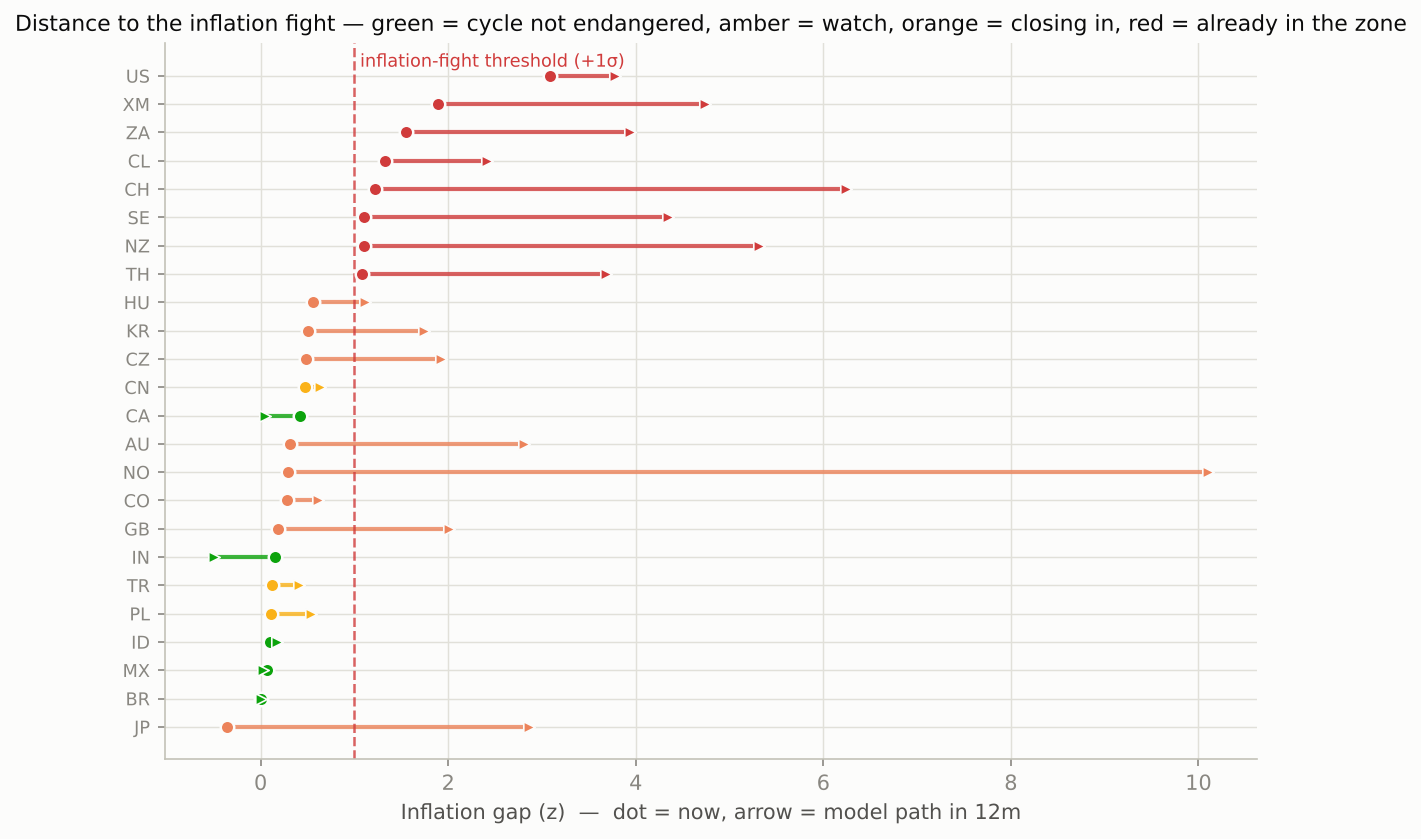 Distance to the inflation fight — green = cycle not endangered, amber = watch, orange = closing in, red = already in the zone
inflation-fight threshold (+1σ)
US
XM
ZA
CL
CH
SE
NZ
TH
HU
KR
CZ
CN
CA
AU
NO
CO
GB
IN
TR
PL
ID
MX
BR
JP
0 2 4 6 8 10
Inflation gap (z) — dot = now, arrow = model path in 12m